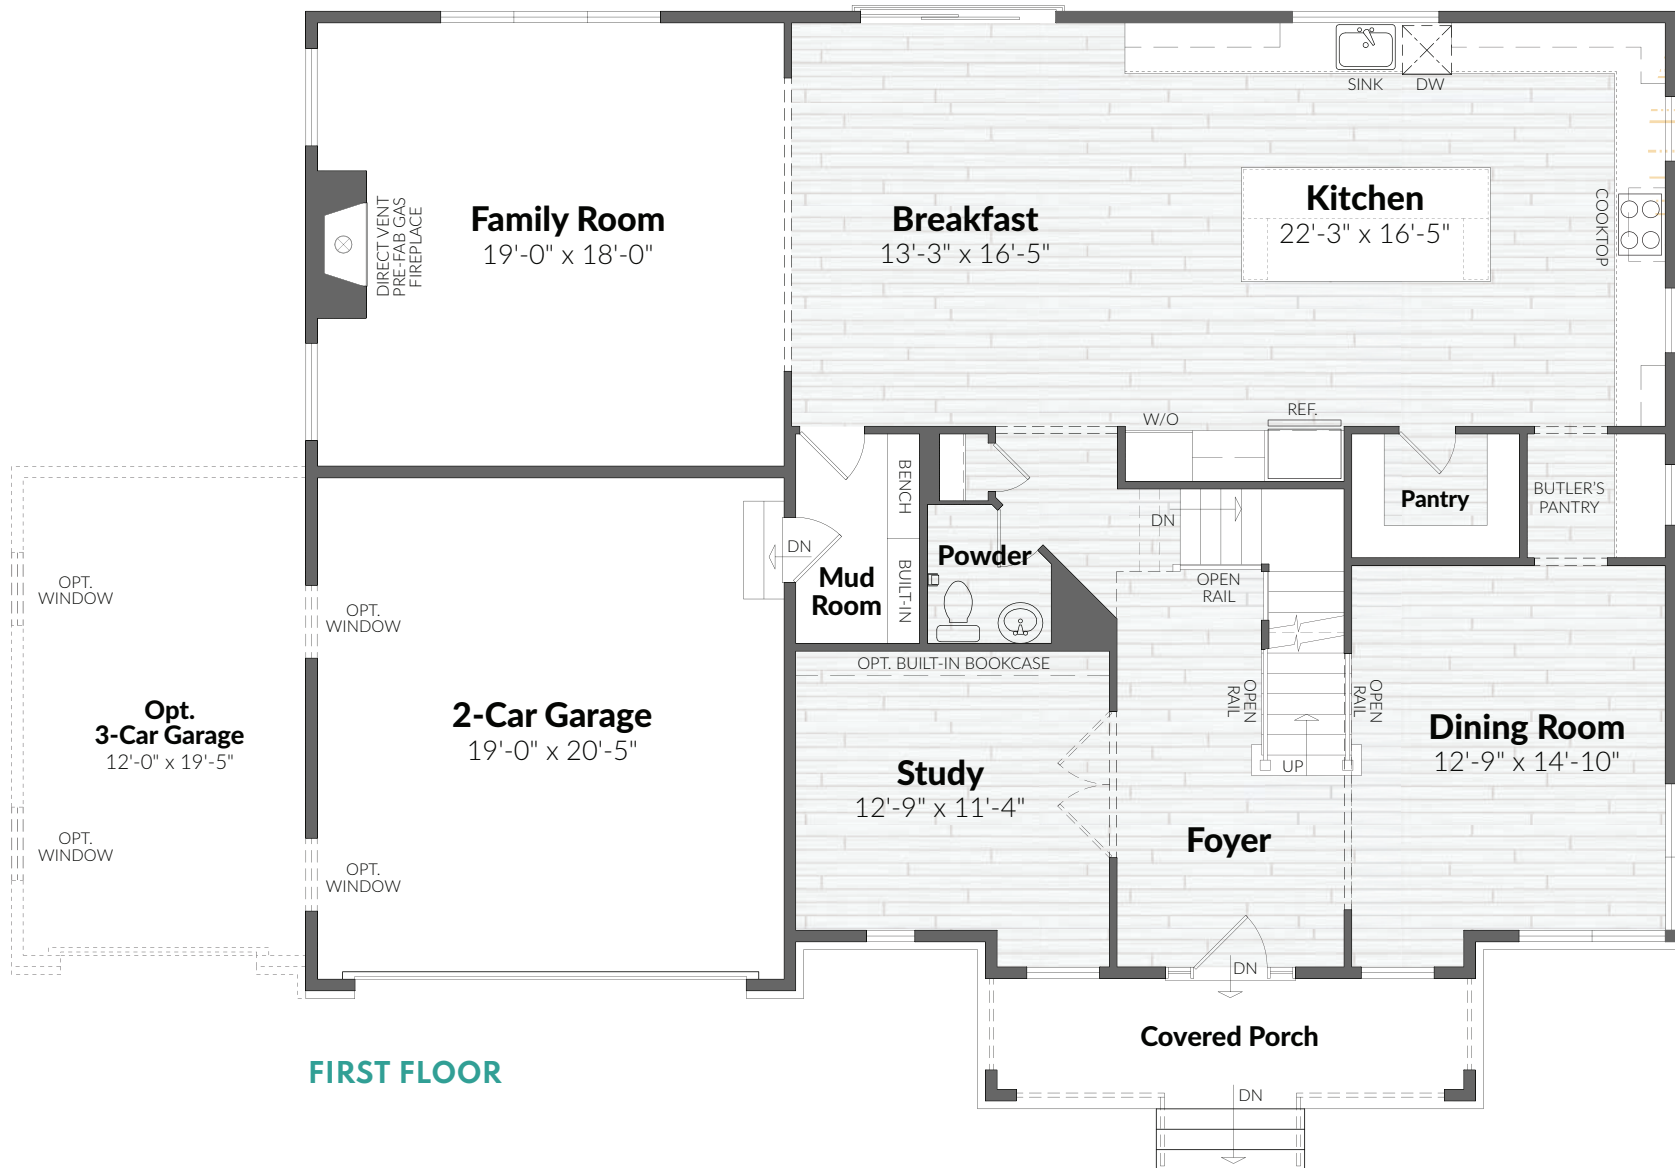 SINK
DW
Family Room
19'-0" x 18'-0"
DIRECT VENT
PRE-FAB GAS
FIREPLACE
Breakfast
13'-3" x 16'-5"
Kitchen
22'-3" x 16'-5"
COOKTOP
W/O
REF.
BENCH
BUILT-IN
Pantry
BUTLER'S
PANTRY
DN
DN
Powder
Mud
Room
OPEN
RAIL
OPT.
WINDOW
OPT.
WINDOW
OPT. BUILT-IN BOOKCASE
OPEN
RAIL
OPEN
RAIL
Opt.
3-Car Garage
12'-0" x 19'-5"
2-Car Garage
19'-0" x 20'-5"
Study
12'-9" x 11'-4"
UP
Dining Room
12'-9" x 14'-10"
Foyer
OPT.
WINDOW
OPT.
WINDOW
DN
Covered Porch
FIRST FLOOR
DN